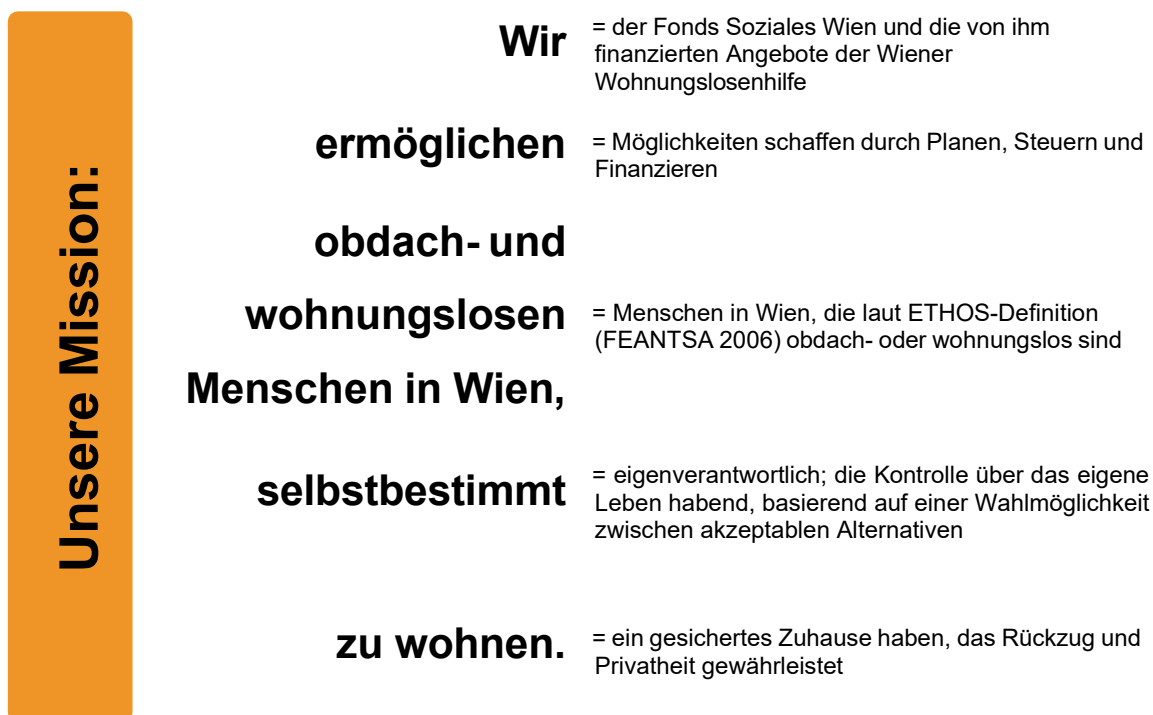 Unsere Mission:
Wir
= der Fonds Soziales Wien und die von ihm
finanzierten Angebote der Wiener
Wohnungslosenhilfe
ermöglichen
= Möglichkeiten schaffen durch Planen, Steuern und
Finanzieren
obdach- und
wohnungslosen
Menschen in Wien,
= Menschen in Wien, die laut ETHOS-Definition
(FEANTSA 2006) obdach- oder wohnungslos sind
selbstbestimmt
= eigenverantwortlich; die Kontrolle über das eigene
Leben habend, basierend auf einer Wahlmöglichkeit
zwischen akzeptablen Alternativen
zu wohnen.
= ein gesichertes Zuhause haben, das Rückzug und
Privatheit gewährleistet